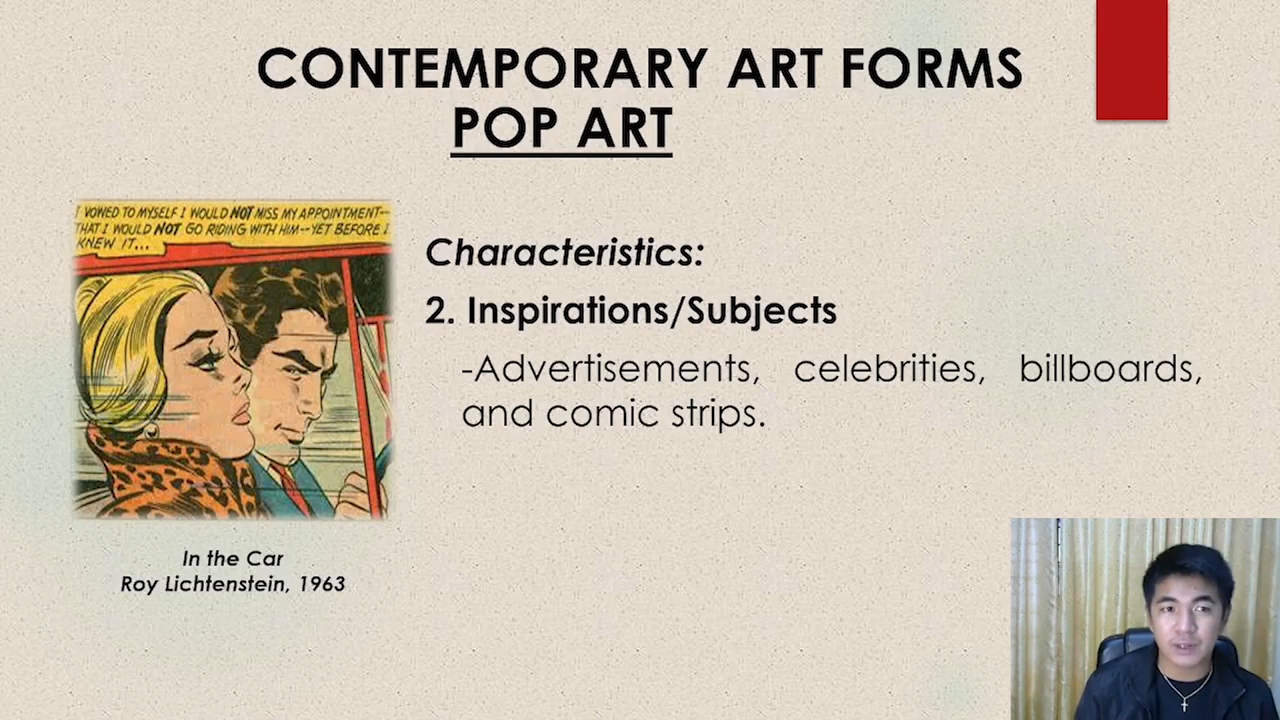 CONTEMPORARY ART FORMS
POP ART
I VOWED TO MYSELF I WOULD NOT MISS MY APPOINTMENT--
THAT I WOULD NOT GO RIDING WITH HIM--YET BEFORE I
KNEW IT...
Characteristics:
2. Inspirations/Subjects
-Advertisements, celebrities, billboards,
and comic strips.
In the Car
Roy Lichtenstein, 1963